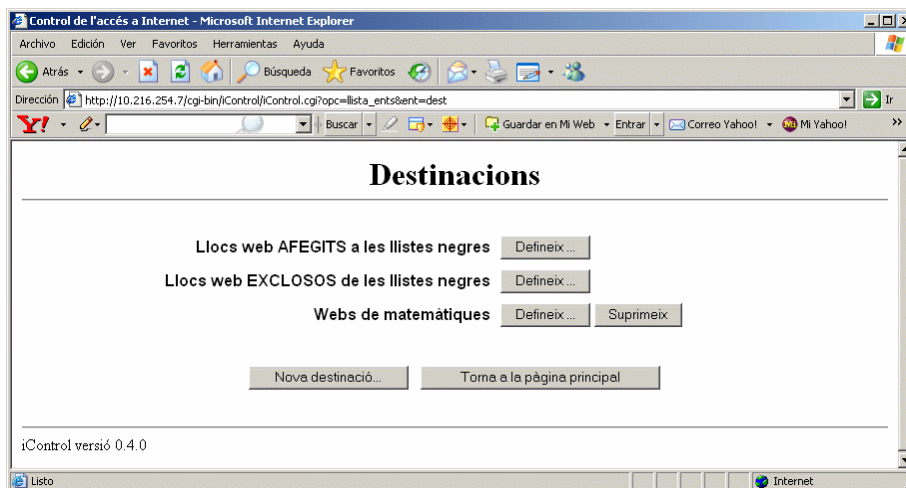 Control de l'accés a Internet - Microsoft Internet Explorer
Archivo Edición Ver Favoritos Herramientas Ayuda
Atrás Búsqueda Favoritos
Dirección http://10.216.254.7/cgi-bin/iControl/iControl.cgi?opc=llista_ents&ent=dest Ir
Y! Buscar Guardar en Mi Web Entrar Correo Yahoo! Mi Yahoo! »
Destinacions
Llocs web AFEGITS a les llistes negres Defineix ...
Llocs web EXCLOSOS de les llistes negres Defineix ...
Webs de matemàtiques Defineix ... Suprimeix
Nova destinació... Torna a la pàgina principal
iControl versió 0.4.0
Listo Internet